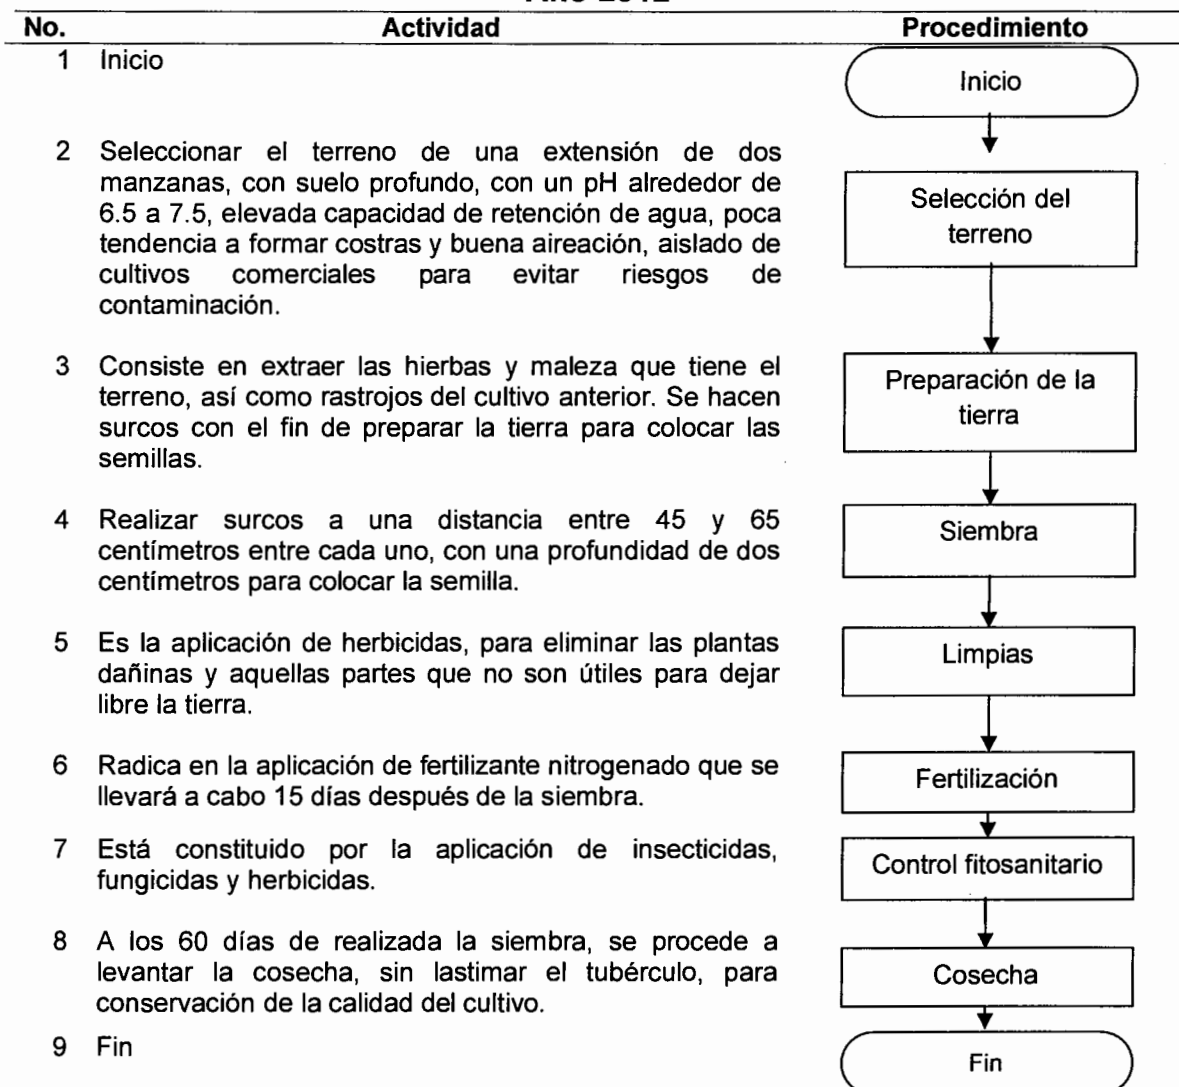 No. Actividad Procedimiento
1 Inicio
Inicio
2 Seleccionar el terreno de una extensión de dos
manzanas, con suelo profundo, con un pH alrededor de
6.5 a 7.5, elevada capacidad de retención de agua, poca
tendencia a formar costras y buena aireación, aislado de
cultivos comerciales para evitar riesgos de
contaminación.
Selección del
terreno
3 Consiste en extraer las hierbas y maleza que tiene el
terreno, así como rastrojos del cultivo anterior. Se hacen
surcos con el fin de preparar la tierra para colocar las
semillas.
Preparación de la
tierra
4 Realizar surcos a una distancia entre 45 y 65
centímetros entre cada uno, con una profundidad de dos
centímetros para colocar la semilla.
Siembra
5 Es la aplicación de herbicidas, para eliminar las plantas
dañinas y aquellas partes que no son útiles para dejar
libre la tierra.
Limpias
6 Radica en la aplicación de fertilizante nitrogenado que se
llevará a cabo 15 días después de la siembra.
Fertilización
7 Está constituido por la aplicación de insecticidas,
fungicidas y herbicidas.
Control fitosanitario
8 A los 60 días de realizada la siembra, se procede a
levantar la cosecha, sin lastimar el tubérculo, para
conservación de la calidad del cultivo.
Cosecha
9 Fin
Fin